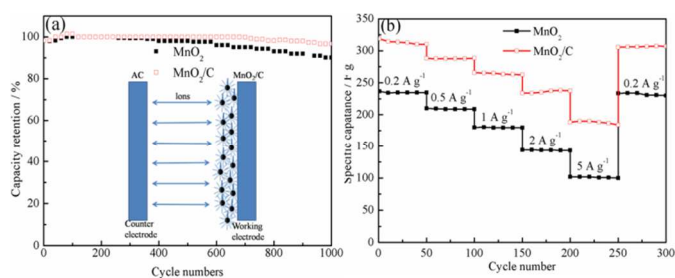 (a)
Capacity retention / %
100
80
60
40
20
0
MnO2
MnO2/C
AC
MnO2/C
Ions
Counter
electrode
Working
electrode
0 200 400 600 800 1000
Cycle numbers
(b)
Specific capatance / F g
350
300
250
200
150
100
50
0
MnO2
MnO2/C
0.2 A g-1
0.5 A g-1
1 A g-1
2 A g-1
5 A g-1
0.2 A g-1
0 50 100 150 200 250 300
Cycle number